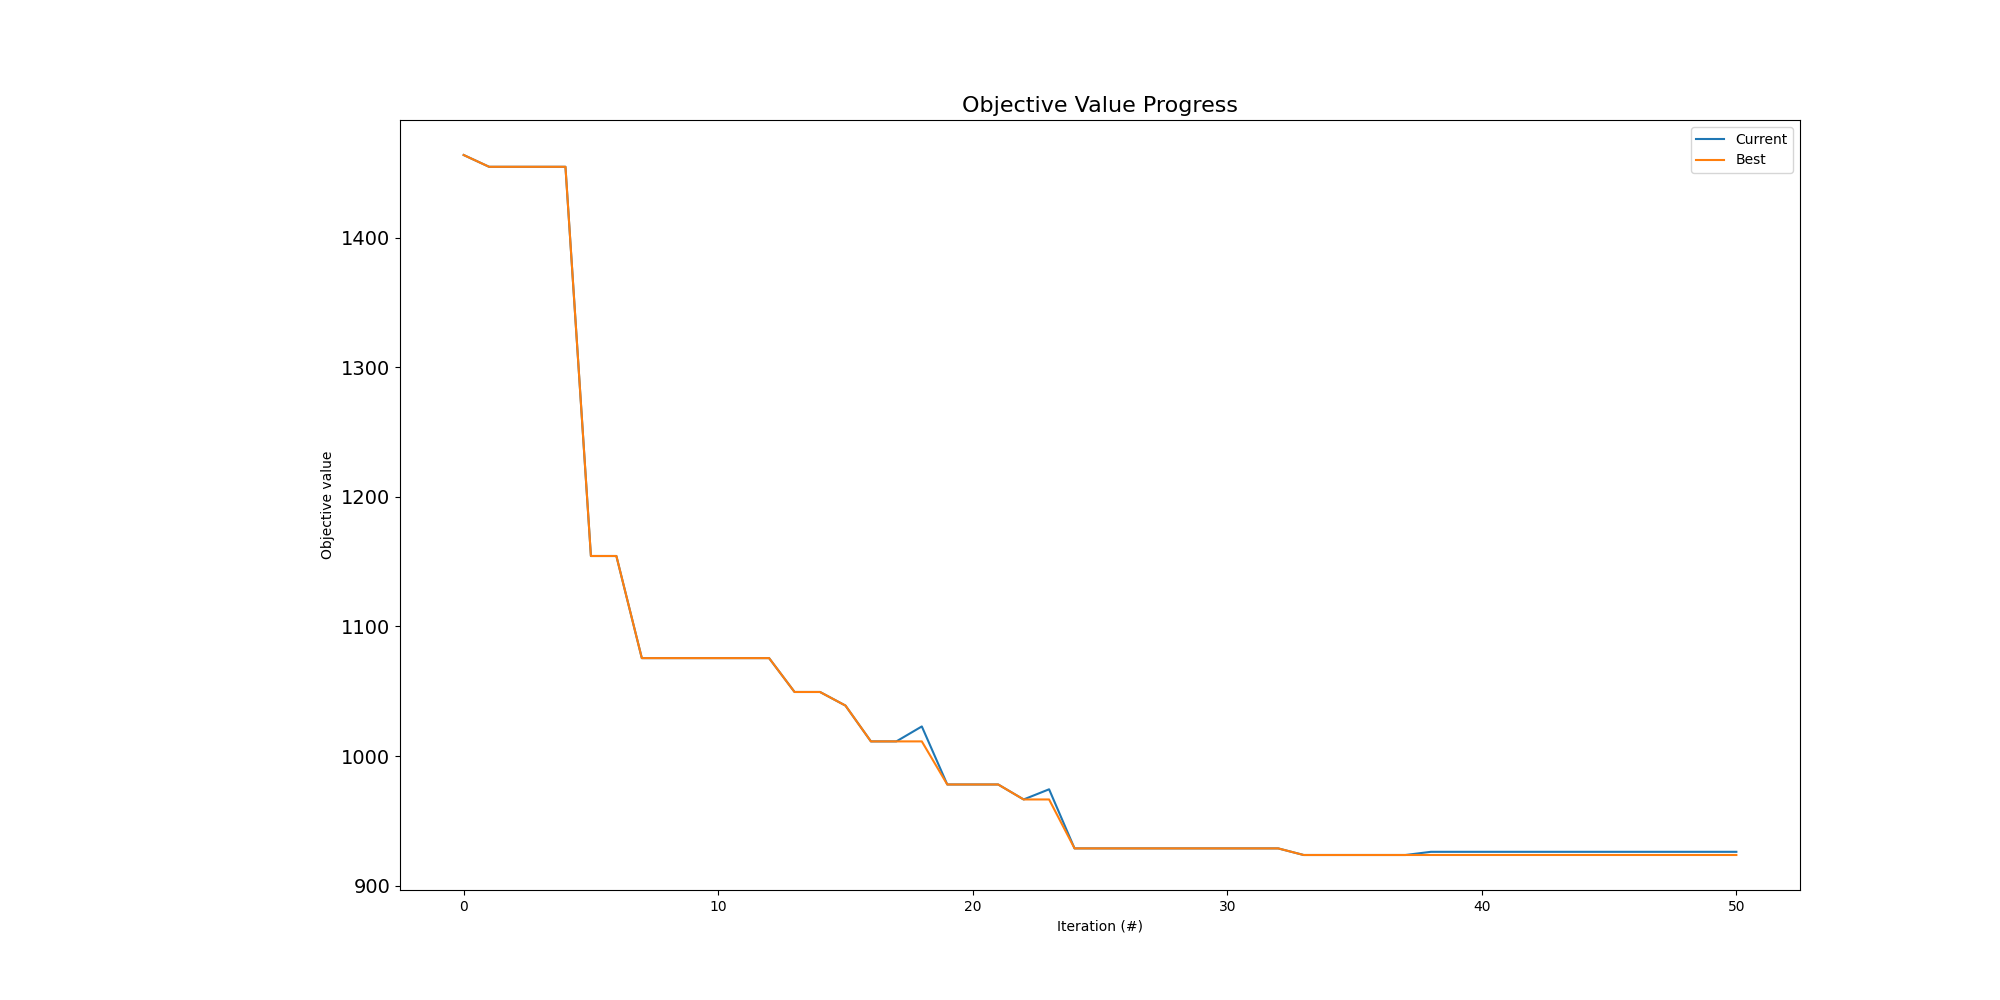 Objective Value Progress
Current
Best
1400
1300
1200
1100
1000
900
Objective value
0 10 20 30 40 50
Iteration (#)